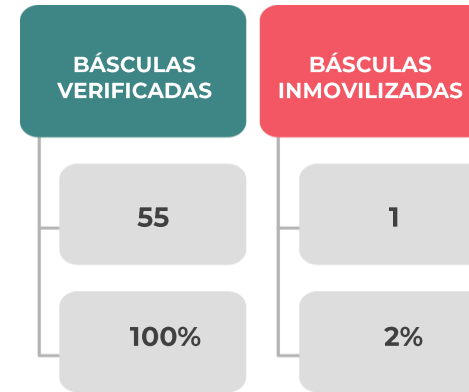 BÁSCULAS
VERIFICADAS
55
100%
BÁSCULAS
INMOVILIZADAS
1
2%